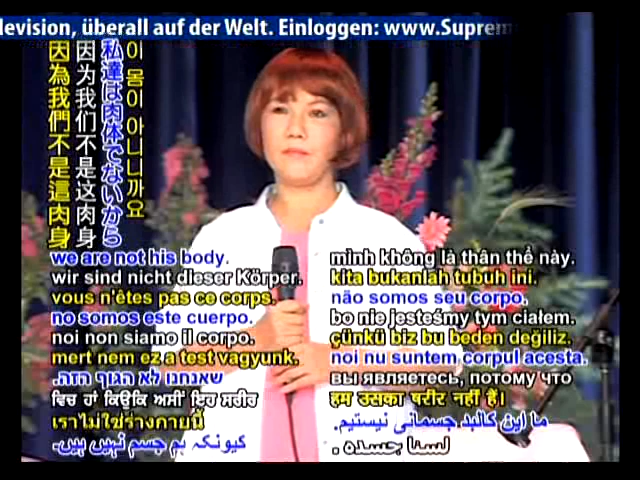 levision, überall auf der Welt. Einloggen: www.Suprem
因為我們不是這肉身
因为我们不是这肉身
私達は肉体でないから
이 몸이 아니니까요
we are not his body.
wir sind nicht dieser Körper.
vous n'êtes pas ce corps.
no somos este cuerpo.
noi non siamo il corpo.
mert nem ez a test vagyunk.
שאנחנו לא הגוף הזה.
ਵਿਚ ਹਾਂ ਕਿਉਕਿ ਅਸੀਂ ਇਹ ਸਰੀਰ
เราไม่ใช่ร่างกายนี้
کیونکہ ہم جسم نہیں ہیں.
mình không là thân thể này.
kita bukanlah tubuh ini.
não somos seu corpo,
bo nie jesteśmy tym ciałem.
çünkü biz bu beden değiliz.
noi nu suntem corpul acesta.
вы являетесь, потому что
हम उसका शरीर नहीं हैं।
ما این کالبد جسمانی نیستیم.
لسنا جسده .